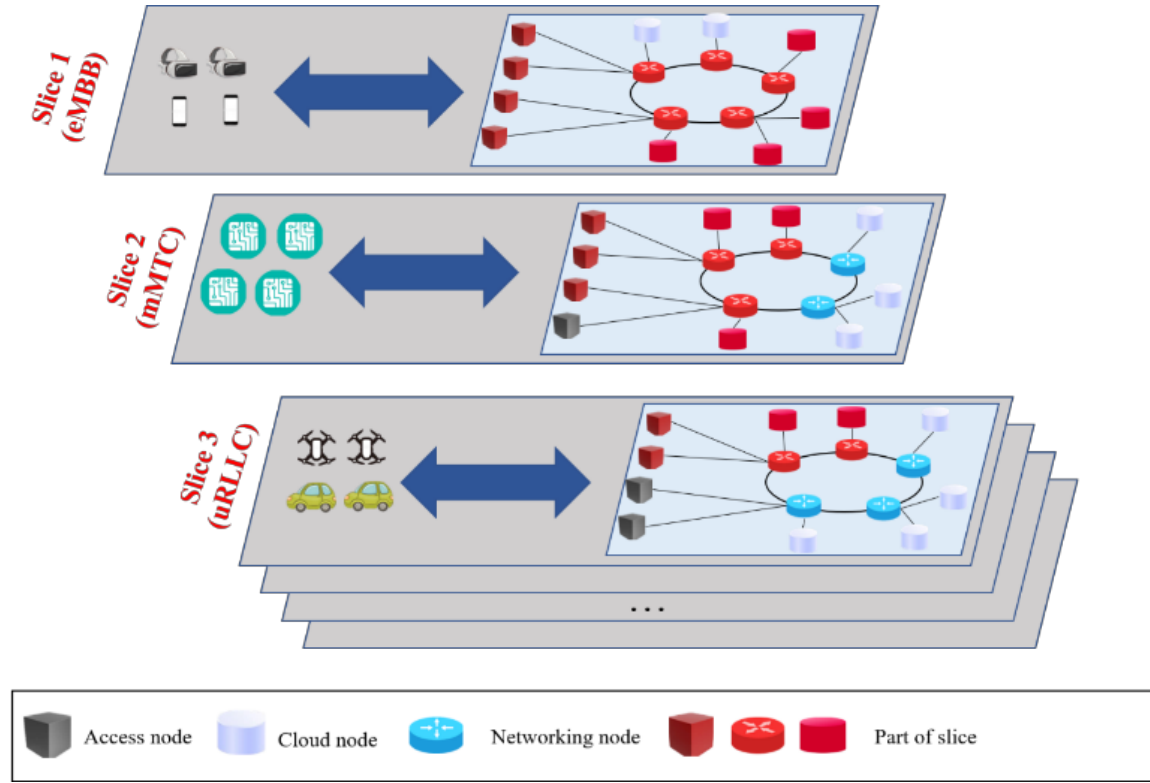 Slice 1
(eMBB)
Slice 2
(mMTC)
Slice 3
(uRLLC)
...
Access node
Cloud node
Networking node
Part of slice